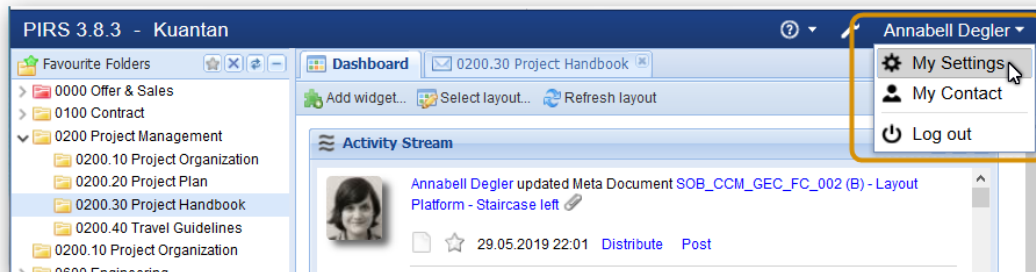 PIRS 3.8.3 - Kuantan
Annabell Degler
My Settings
My Contact
Log out
Favourite Folders
0000 Offer & Sales
0100 Contract
0200 Project Management
0200.10 Project Organization
0200.20 Project Plan
0200.30 Project Handbook
0200.40 Travel Guidelines
0200.10 Project Organization
0600 Engineering
Dashboard
0200.30 Project Handbook
Add widget... Select layout... Refresh layout
Activity Stream
Annabell Degler updated Meta Document SOB_CCM_GEC_FC_002 (B) - Layout
Platform - Staircase left
29.05.2019 22:01 Distribute Post